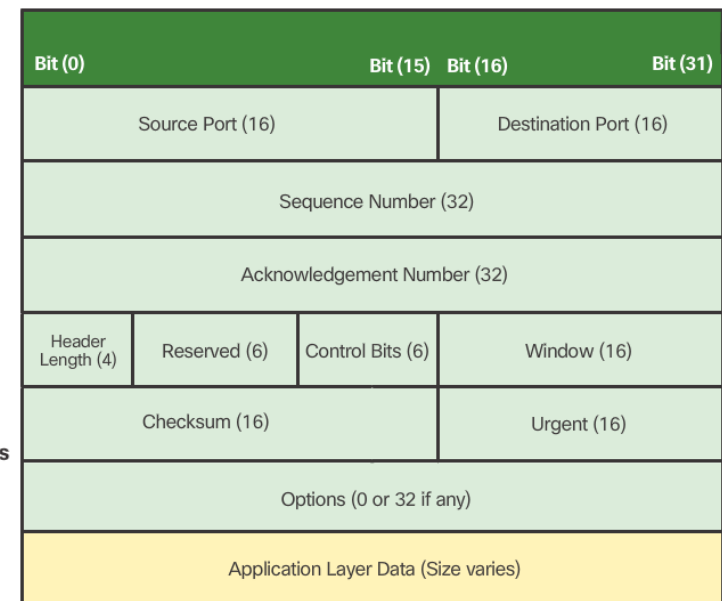 Bit (0) Bit (15) Bit (16) Bit (31)
Source Port (16) Destination Port (16)
Sequence Number (32)
Acknowledgement Number (32)
Header
Length (4) Reserved (6) Control Bits (6) Window (16)
Checksum (16) Urgent (16)
s
Options (0 or 32 if any)
Application Layer Data (Size varies)